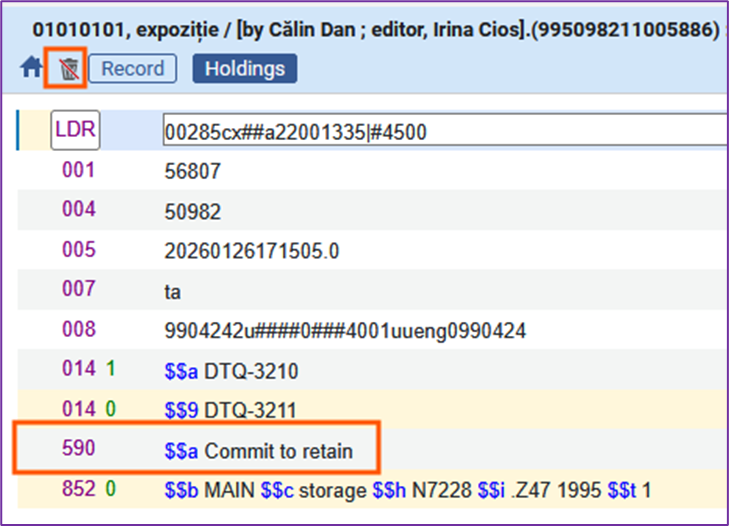 01010101, expoziție / [by Călin Dan ; editor, Irina Cios].(995098211005886)
Record Holdings
LDR 00285cx##a22001335|#4500
001 56807
004 50982
005 20260126171505.0
007 ta
008 9904242u####0###4001uueng0990424
014 1 $$a DTQ-3210
014 0 $$9 DTQ-3211
590 $$a Commit to retain
852 0 $$b MAIN $$c storage $$h N7228 $$i .Z47 1995 $$t 1